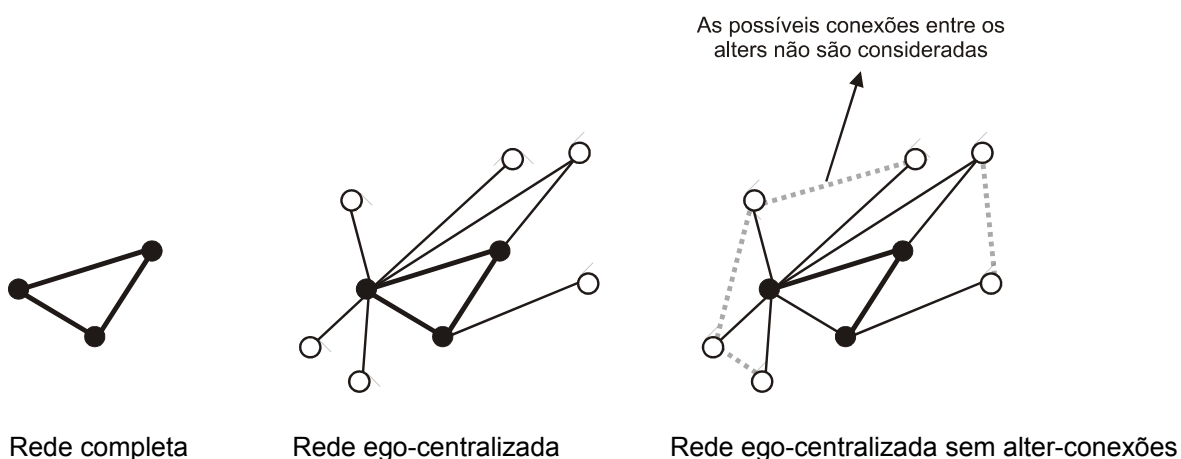 As possíveis conexões entre os
alters não são consideradas
Rede completa
Rede ego-centralizada
Rede ego-centralizada sem alter-conexões